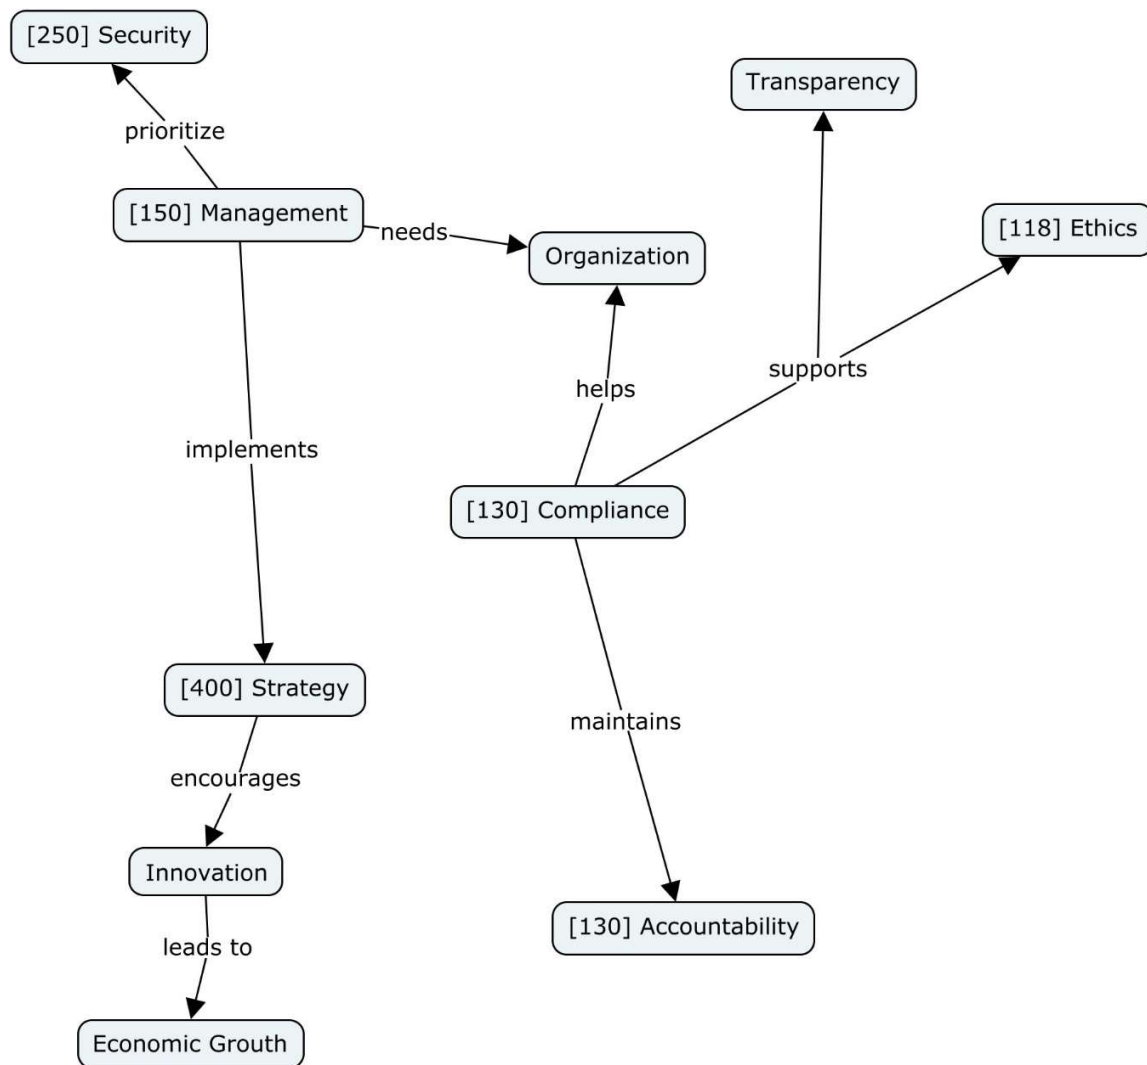 [250] Security
Transparency
prioritize
[150] Management
needs
[118] Ethics
Organization
supports
helps
implements
[130] Compliance
[400] Strategy
maintains
encourages
Innovation
[130] Accountability
leads to
Economic Grouth